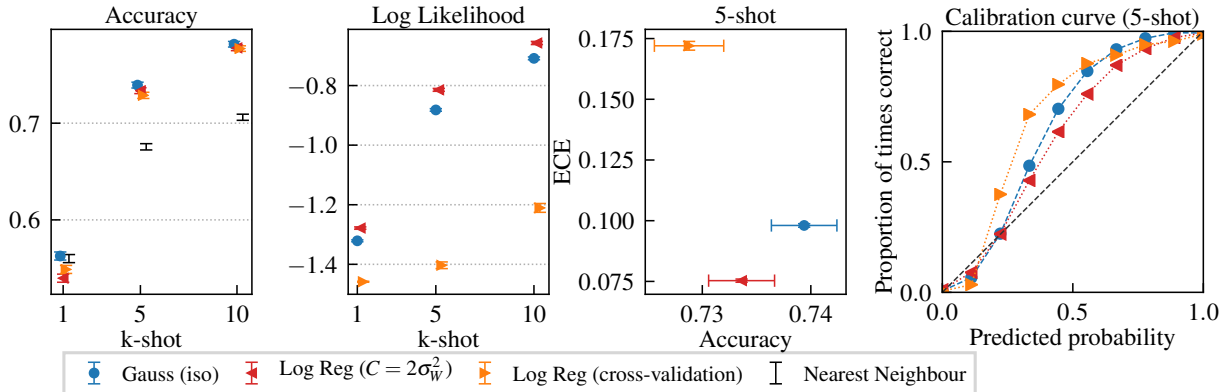 Accuracy
0.7
0.6
1
5
10
k-shot
Log Likelihood
−0.8
−1.0
−1.2
−1.4
1
5
10
k-shot
5-shot
ECE
0.175
0.150
0.125
0.100
0.075
0.73
0.74
Accuracy
Calibration curve (5-shot)
Proportion of times correct
1.0
0.5
0.0
0.0
0.5
1.0
Predicted probability
Gauss (iso)
Log Reg (C = 2σ_W^2)
Log Reg (cross-validation)
Nearest Neighbour